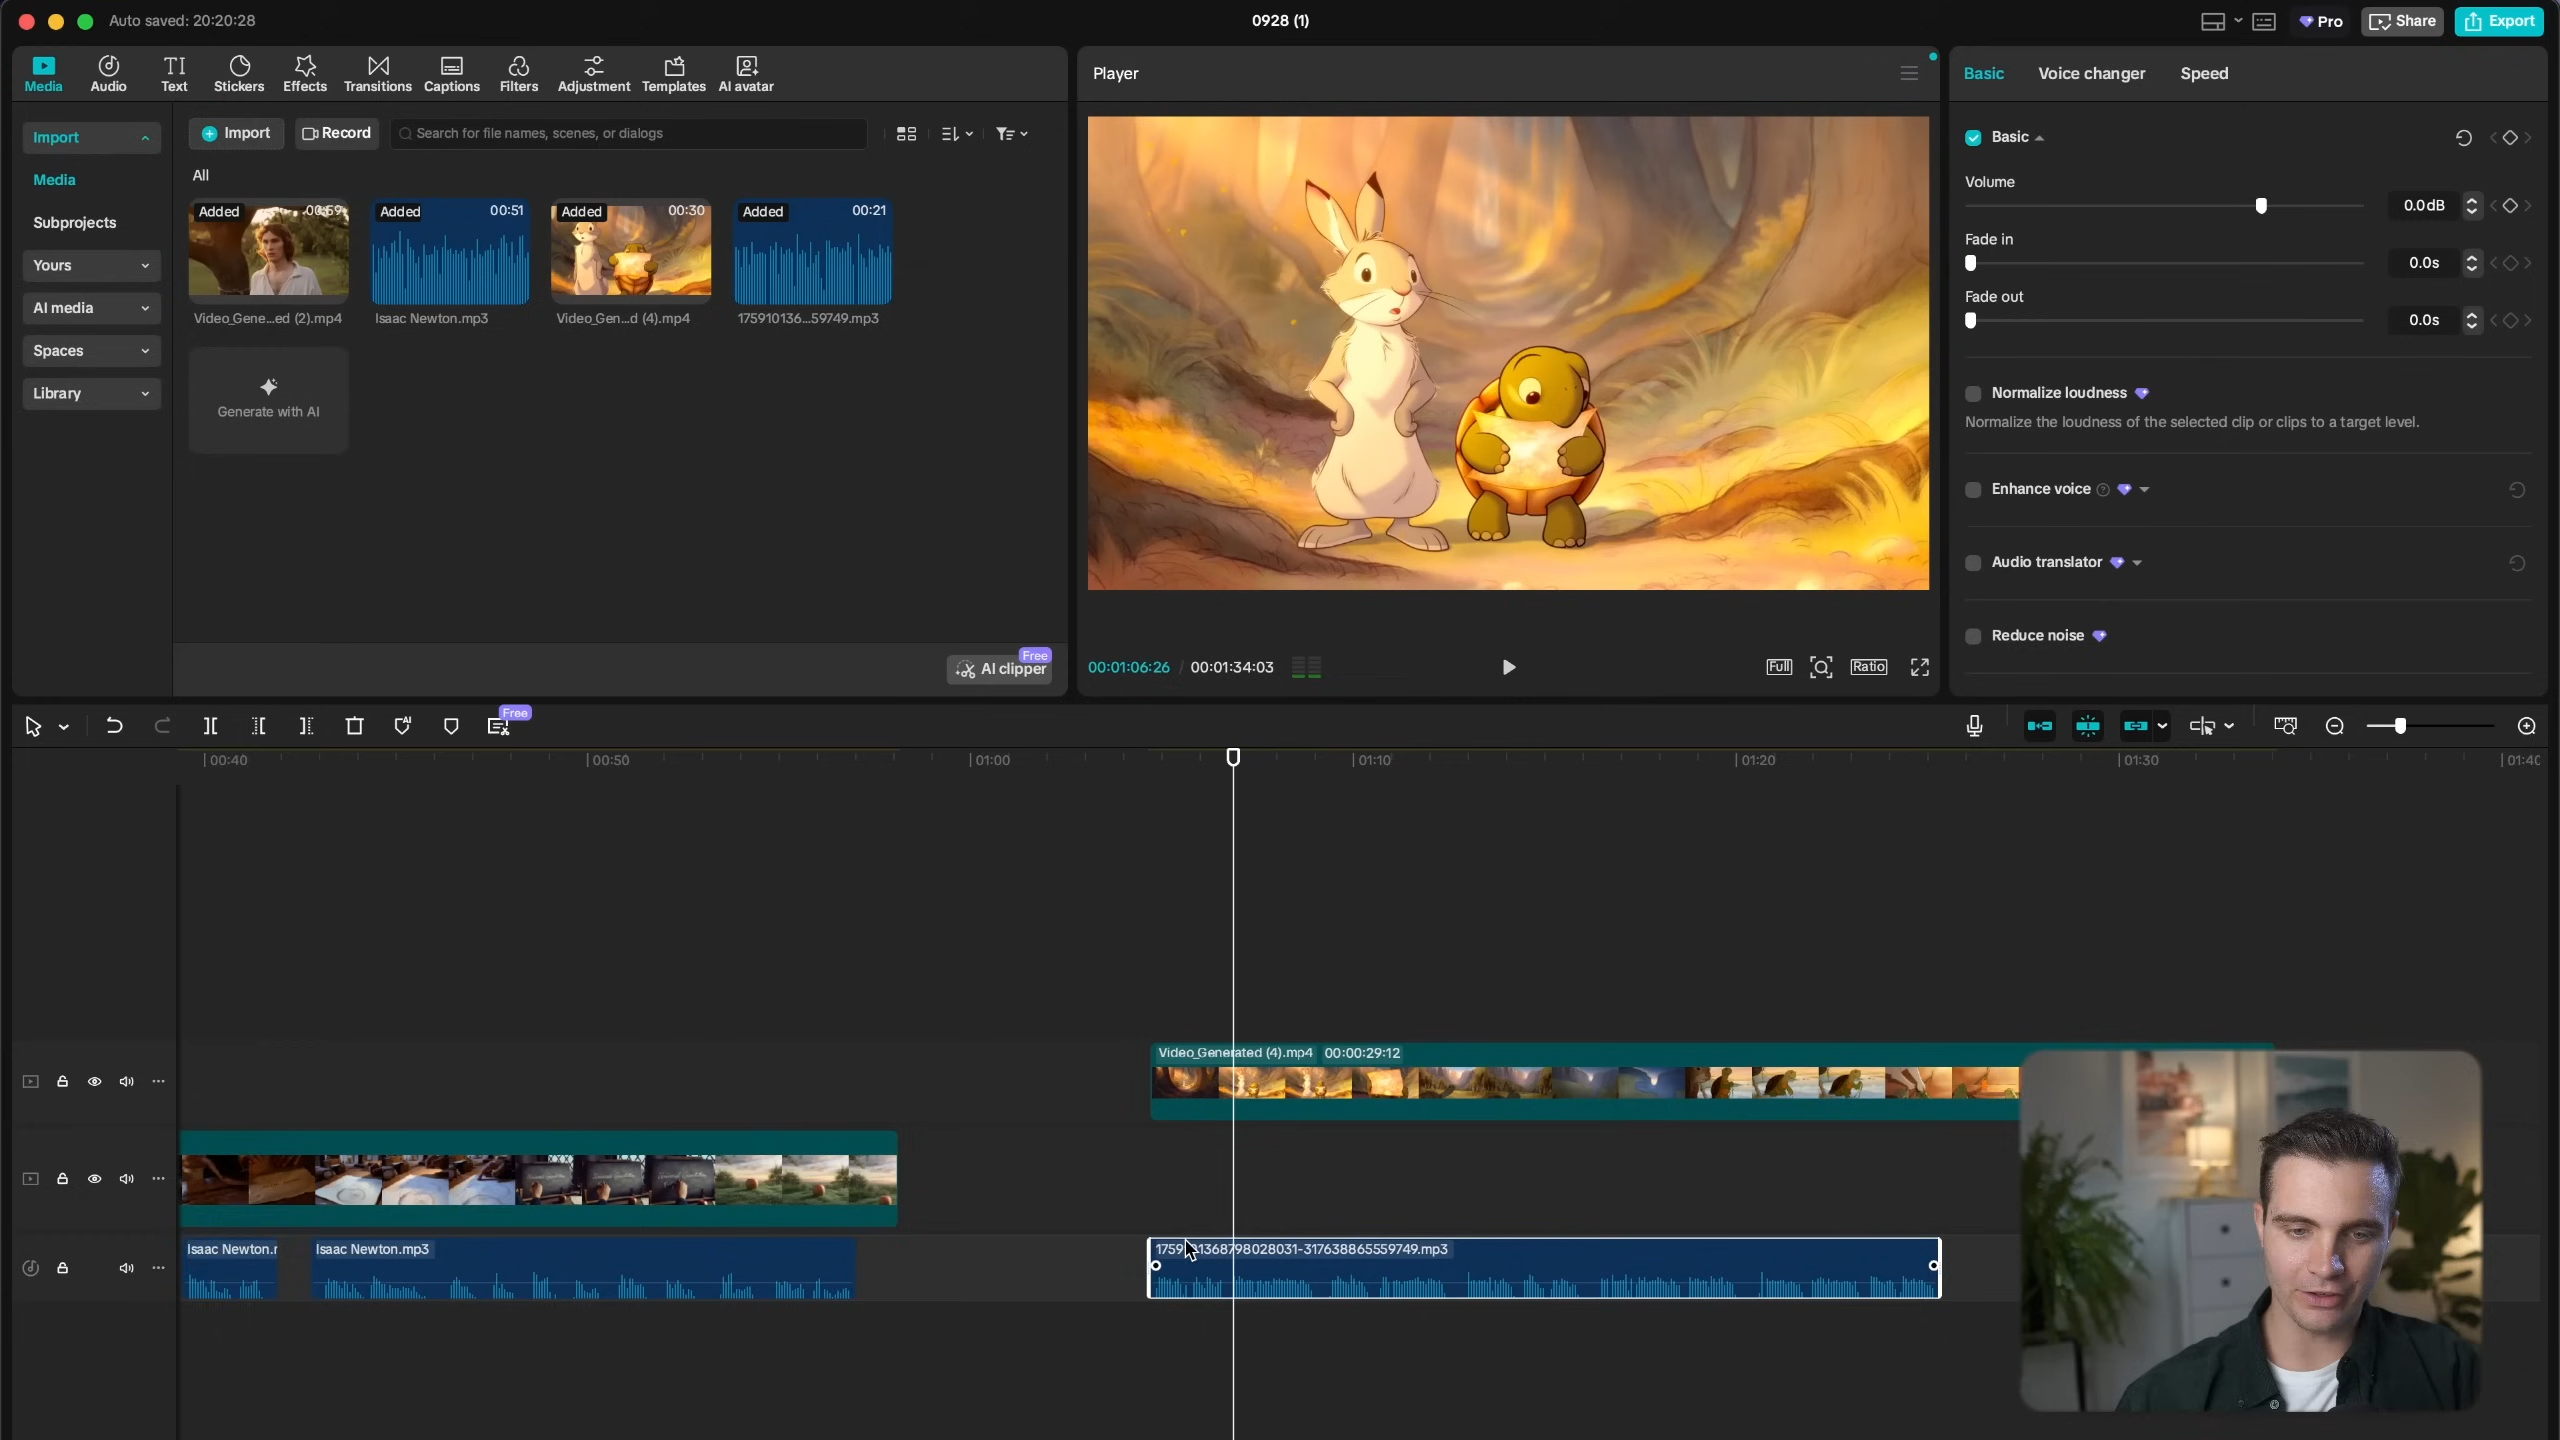 Auto saved: 20:20:28
0928 (1)
Pro
Share
Export
Media
Audio
TI
Text
Stickers
Effects
Transitions
Captions
Filters
Adjustment
Templates
AI avatar
Player
Basic
Voice changer
Speed
Import
Media
Subprojects
Yours
AI media
Spaces
Library
Import
Record
Search for file names, scenes, or dialogs
All
Added
00:59
Added
00:51
Added
00:30
Added
00:21
Video_Gene...ed (2).mp4
Isaac Newton.mp3
Video_Gen...d (4).mp4
175910136...59749.mp3
Generate with AI
Free
AI clipper
00:01:06:26 / 00:01:34:03
Full
Ratio
Basic
Volume
0.0dB
Fade in
0.0s
Fade out
0.0s
Normalize loudness
Normalize the loudness of the selected clip or clips to a target level.
Enhance voice
Audio translator
Reduce noise
Free
AI
00:40
00:50
01:00
01:10
01:20
01:30
01:40
Video_Generated (4).mp4 00:00:29:12
Isaac Newton.r
Isaac Newton.mp3
1368798028031-317638865559749.mp3